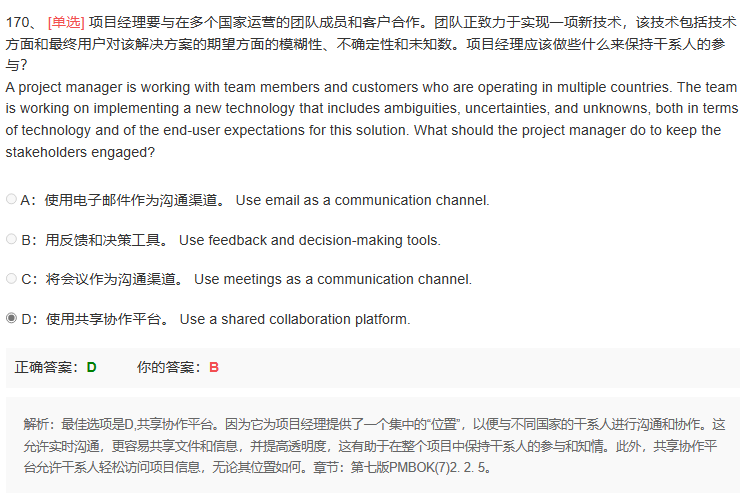 170、 [单选] 项目经理要与在多个国家运营的团队成员和客户合作。团队正致力于实现一项新技术，该技术包括技术
方面和最终用户对该解决方案的期望方面的模糊性、不确定性和未知数。项目经理应该做些什么来保持干系人的参
与？
A project manager is working with team members and customers who are operating in multiple countries. The team
is working on implementing a new technology that includes ambiguities, uncertainties, and unknowns, both in terms
of technology and of the end-user expectations for this solution. What should the project manager do to keep the
stakeholders engaged?
A：使用电子邮件作为沟通渠道。 Use email as a communication channel.
B：用反馈和决策工具。 Use feedback and decision-making tools.
C：将会议作为沟通渠道。 Use meetings as a communication channel.
D：使用共享协作平台。 Use a shared collaboration platform.
正确答案：D 你的答案：B
解析：最佳选项是D,共享协作平台。因为它为项目经理提供了一个集中的“位置”，以便与不同国家的干系人进行沟通和协作。这
允许实时沟通，更容易共享文件和信息，并提高透明度，这有助于在整个项目中保持干系人的参与和知情。此外，共享协作平
台允许干系人轻松访问项目信息，无论其位置如何。章节：第七版PMBOK(7)2. 2. 5。